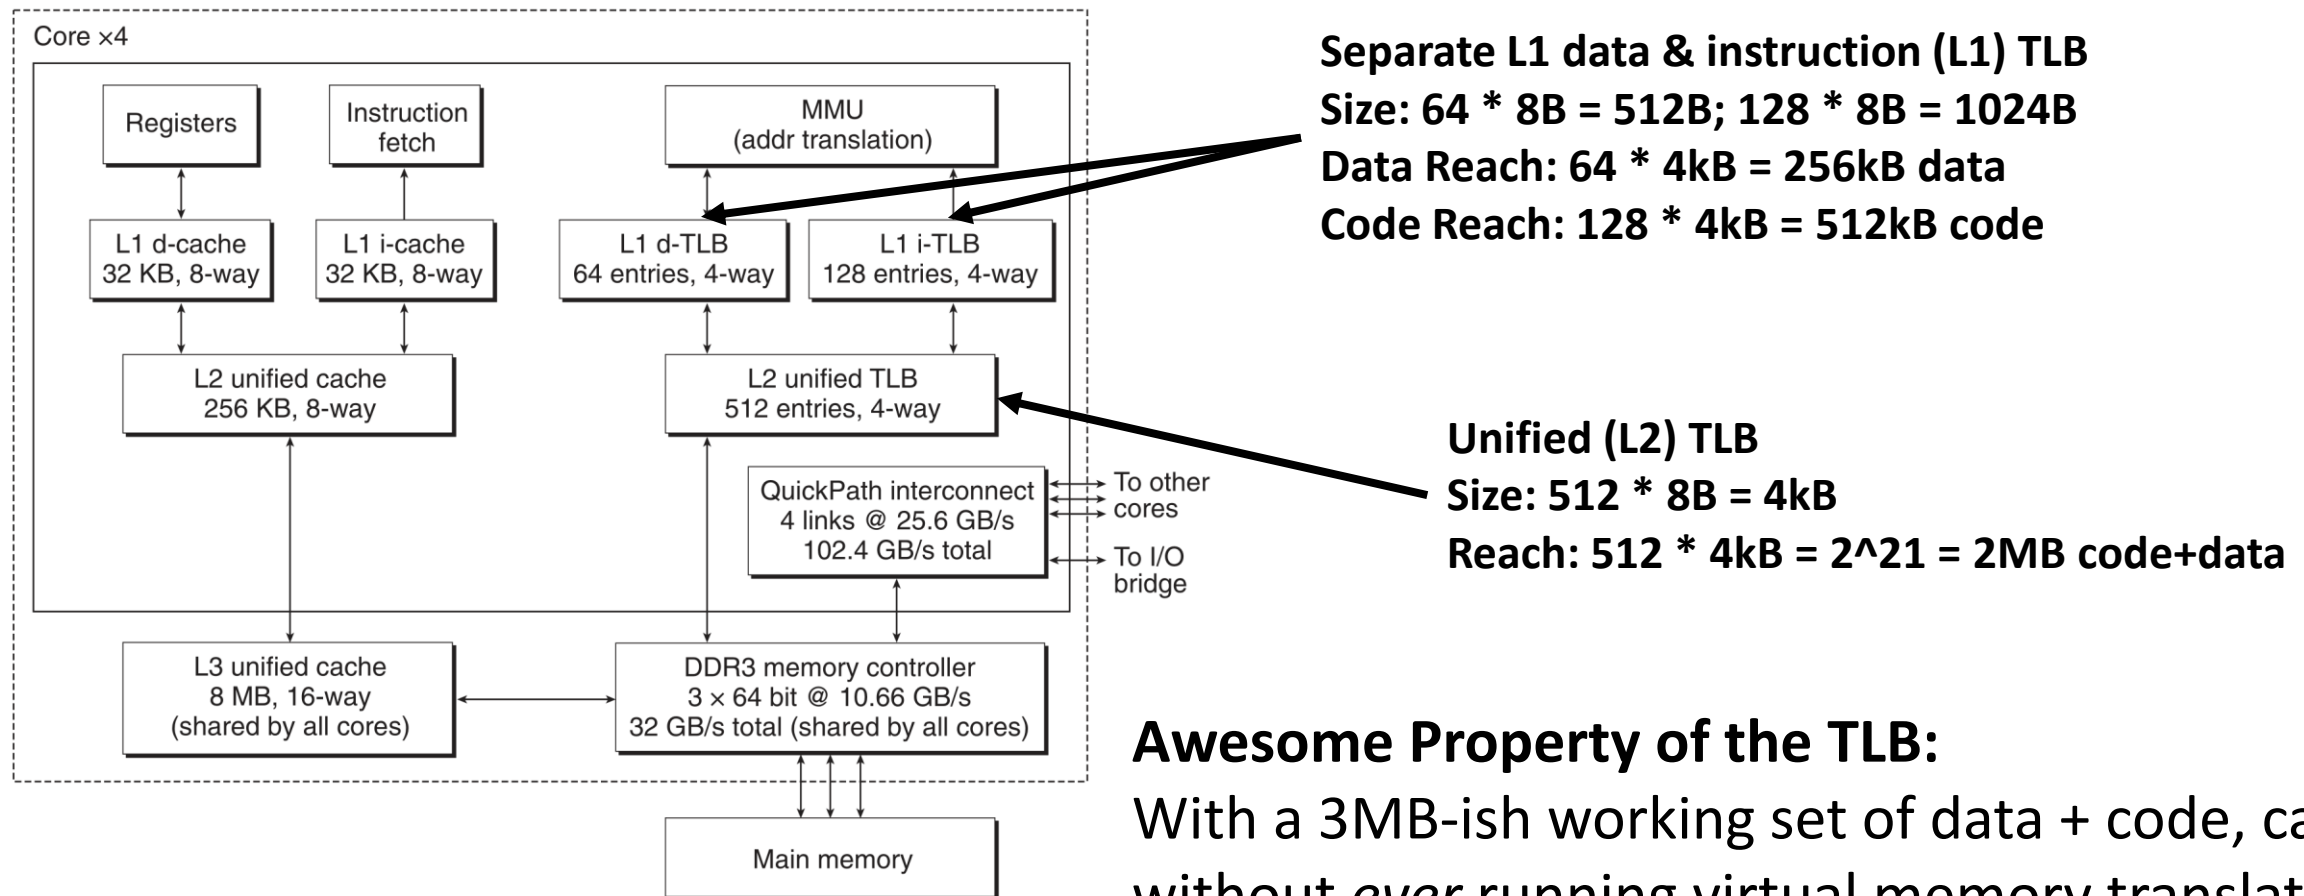 Core ×4
Registers
Instruction
fetch
MMU
(addr translation)
L1 d-cache
32 KB, 8-way
L1 i-cache
32 KB, 8-way
L1 d-TLB
64 entries, 4-way
L1 i-TLB
128 entries, 4-way
L2 unified cache
256 KB, 8-way
L2 unified TLB
512 entries, 4-way
QuickPath interconnect
4 links @ 25.6 GB/s
102.4 GB/s total
To other
cores
To I/O
bridge
L3 unified cache
8 MB, 16-way
(shared by all cores)
DDR3 memory controller
3 × 64 bit @ 10.66 GB/s
32 GB/s total (shared by all cores)
Main memory
Separate L1 data & instruction (L1) TLB
Size: 64 * 8B = 512B; 128 * 8B = 1024B
Data Reach: 64 * 4kB = 256kB data
Code Reach: 128 * 4kB = 512kB code
Unified (L2) TLB
Size: 512 * 8B = 4kB
Reach: 512 * 4kB = 2^21 = 2MB code+data
Awesome Property of the TLB:
With a 3MB-ish working set of data + code,
without ever running virtual memory